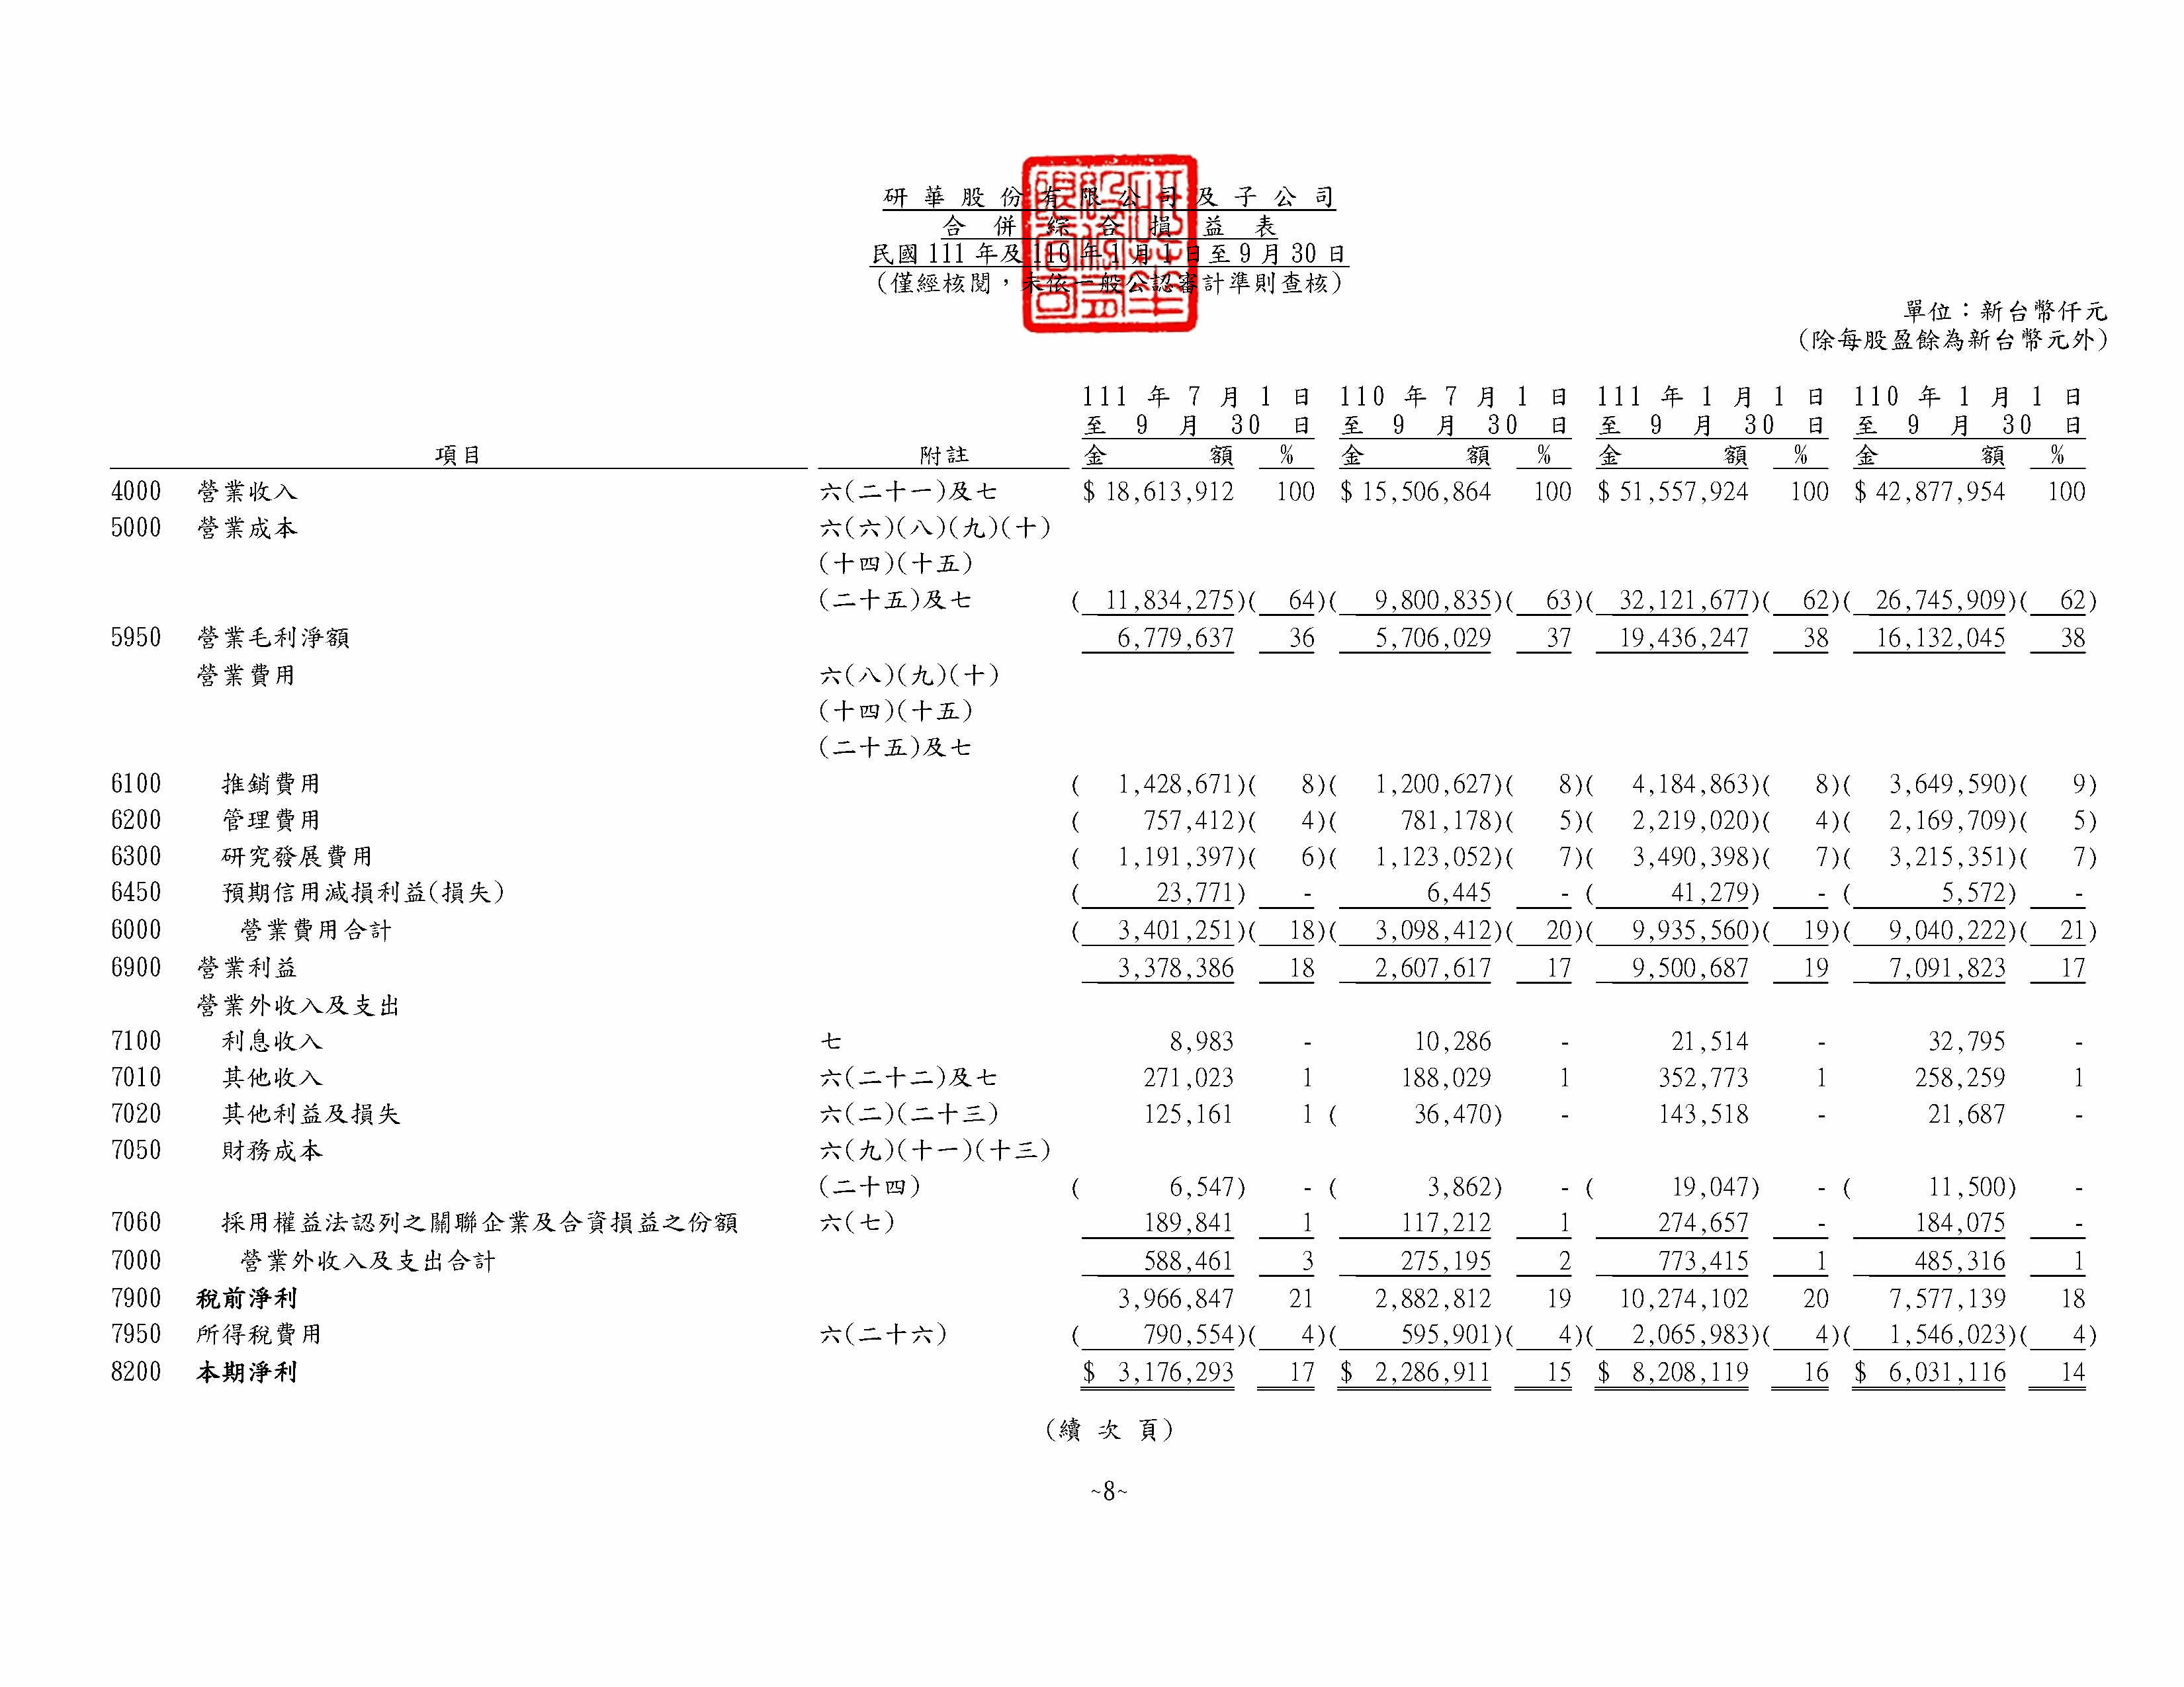 研華股份有限公司及子公司
合併綜合損益表
民國 111 年及 110 年 1 月 1 日至 9 月 30 日
(僅經核閱，未依一般公認審計準則查核)
單位：新台幣仟元
(除每股盈餘為新台幣元外)
111 年 7 月 1 日 110 年 7 月 1 日 111 年 1 月 1 日 110 年 1 月 1 日
至 9 月 30 日 至 9 月 30 日 至 9 月 30 日 至 9 月 30 日
項目 附註 金額 % 金額 % 金額 % 金額 %
4000 營業收入 六(二十一)及七 $ 18,613,912 100 $ 15,506,864 100 $ 51,557,924 100 $ 42,877,954 100
5000 營業成本 六(六)(八)(九)(十)
(十四)(十五)
(二十五)及七 ( 11,834,275)( 64)( 9,800,835)( 63)( 32,121,677)( 62)( 26,745,909)( 62)
5950 營業毛利淨額 6,779,637 36 5,706,029 37 19,436,247 38 16,132,045 38
營業費用 六(八)(九)(十)
(十四)(十五)
(二十五)及七
6100 推銷費用 ( 1,428,671)( 8)( 1,200,627)( 8)( 4,184,863)( 8)( 3,649,590)( 9)
6200 管理費用 ( 757,412)( 4)( 781,178)( 5)( 2,219,020)( 4)( 2,169,709)( 5)
6300 研究發展費用 ( 1,191,397)( 6)( 1,123,052)( 7)( 3,490,398)( 7)( 3,215,351)( 7)
6450 預期信用減損利益(損失) ( 23,771) - 6,445 - ( 41,279) - ( 5,572) -
6000 營業費用合計 ( 3,401,251)( 18)( 3,098,412)( 20)( 9,935,560)( 19)( 9,040,222)( 21)
6900 營業利益 3,378,386 18 2,607,617 17 9,500,687 19 7,091,823 17
營業外收入及支出
7100 利息收入 七 8,983 - 10,286 - 21,514 - 32,795 -
7010 其他收入 六(二十二)及七 271,023 1 188,029 1 352,773 1 258,259 1
7020 其他利益及損失 六(二)(二十三) 125,161 1 ( 36,470) - 143,518 - 21,687 -
7050 財務成本 六(九)(十一)(十三)
(二十四) ( 6,547) - ( 3,862) - ( 19,047) - ( 11,500) -
7060 採用權益法認列之關聯企業及合資損益之份額 六(七) 189,841 1 117,212 1 274,657 - 184,075 -
7000 營業外收入及支出合計 588,461 3 275,195 2 773,415 1 485,316 1
7900 稅前淨利 3,966,847 21 2,882,812 19 10,274,102 20 7,577,139 18
7950 所得稅費用 六(二十六) ( 790,554)( 4)( 595,901)( 4)( 2,065,983)( 4)( 1,546,023)( 4)
8200 本期淨利 $ 3,176,293 17 $ 2,286,911 15 $ 8,208,119 16 $ 6,031,116 14
(續次頁)
~8~